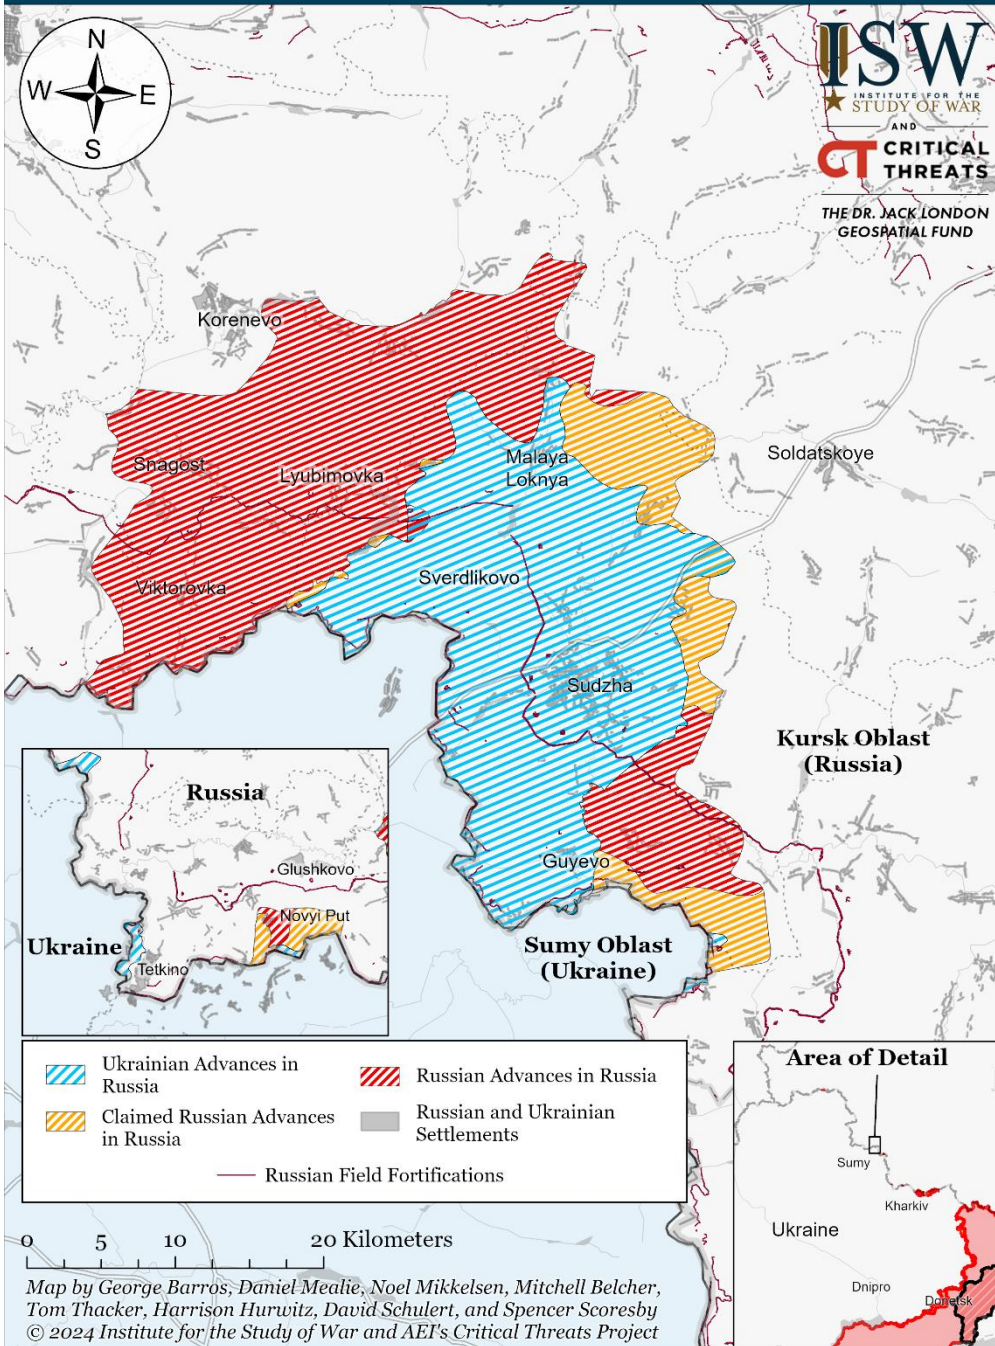 N
W E
S
ISW
INSTITUTE FOR THE
STUDY OF WAR
AND
CT CRITICAL
THREATS
THE DR. JACK LONDON
GEOSPATIAL FUND
Korenevo
Snagost
Lyubimovka
Malaya
Loknya
Soldatskoye
Viktorovka
Sverdlikovo
Sudzha
Kursk Oblast
(Russia)
Guyevo
Sumy Oblast
(Ukraine)
Russia
Glushkovo
Novyi Put
Ukraine
Tetkino
Ukrainian Advances in
Russia
Russian Advances in Russia
Claimed Russian Advances
in Russia
Russian and Ukrainian
Settlements
Russian Field Fortifications
Area of Detail
Sumy
Kharkiv
Ukraine
Dnipro
Donetsk
0 5 10 20 Kilometers
Map by George Barros, Daniel Mealie, Noel Mikkelsen, Mitchell Belcher,
Tom Thacker, Harrison Hurwitz, David Schulert, and Spencer Scoresby
© 2024 Institute for the Study of War and AEI's Critical Threats Project